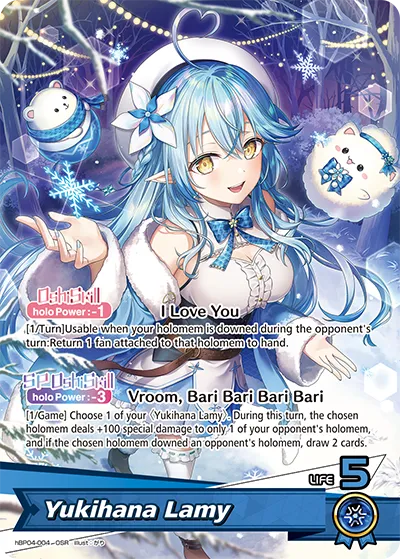 Oshi Skill
holo Power:-1
I Love You
[1/Turn]Usable when your holomem is downed during the opponent's
turn:Return 1 fan attached to that holomem to hand.
SP Oshi Skill
holo Power:-3
Vroom, Bari Bari Bari Bari
[1/Game] Choose 1 of your〈Yukihana Lamy〉. During this turn, the chosen
holomem deals +100 special damage to only 1 of your opponent's holomem,
and if the chosen holomem downed an opponent's holomem, draw 2 cards.
LIFE 5
Yukihana Lamy
hBP04-004 OSR illust:がり